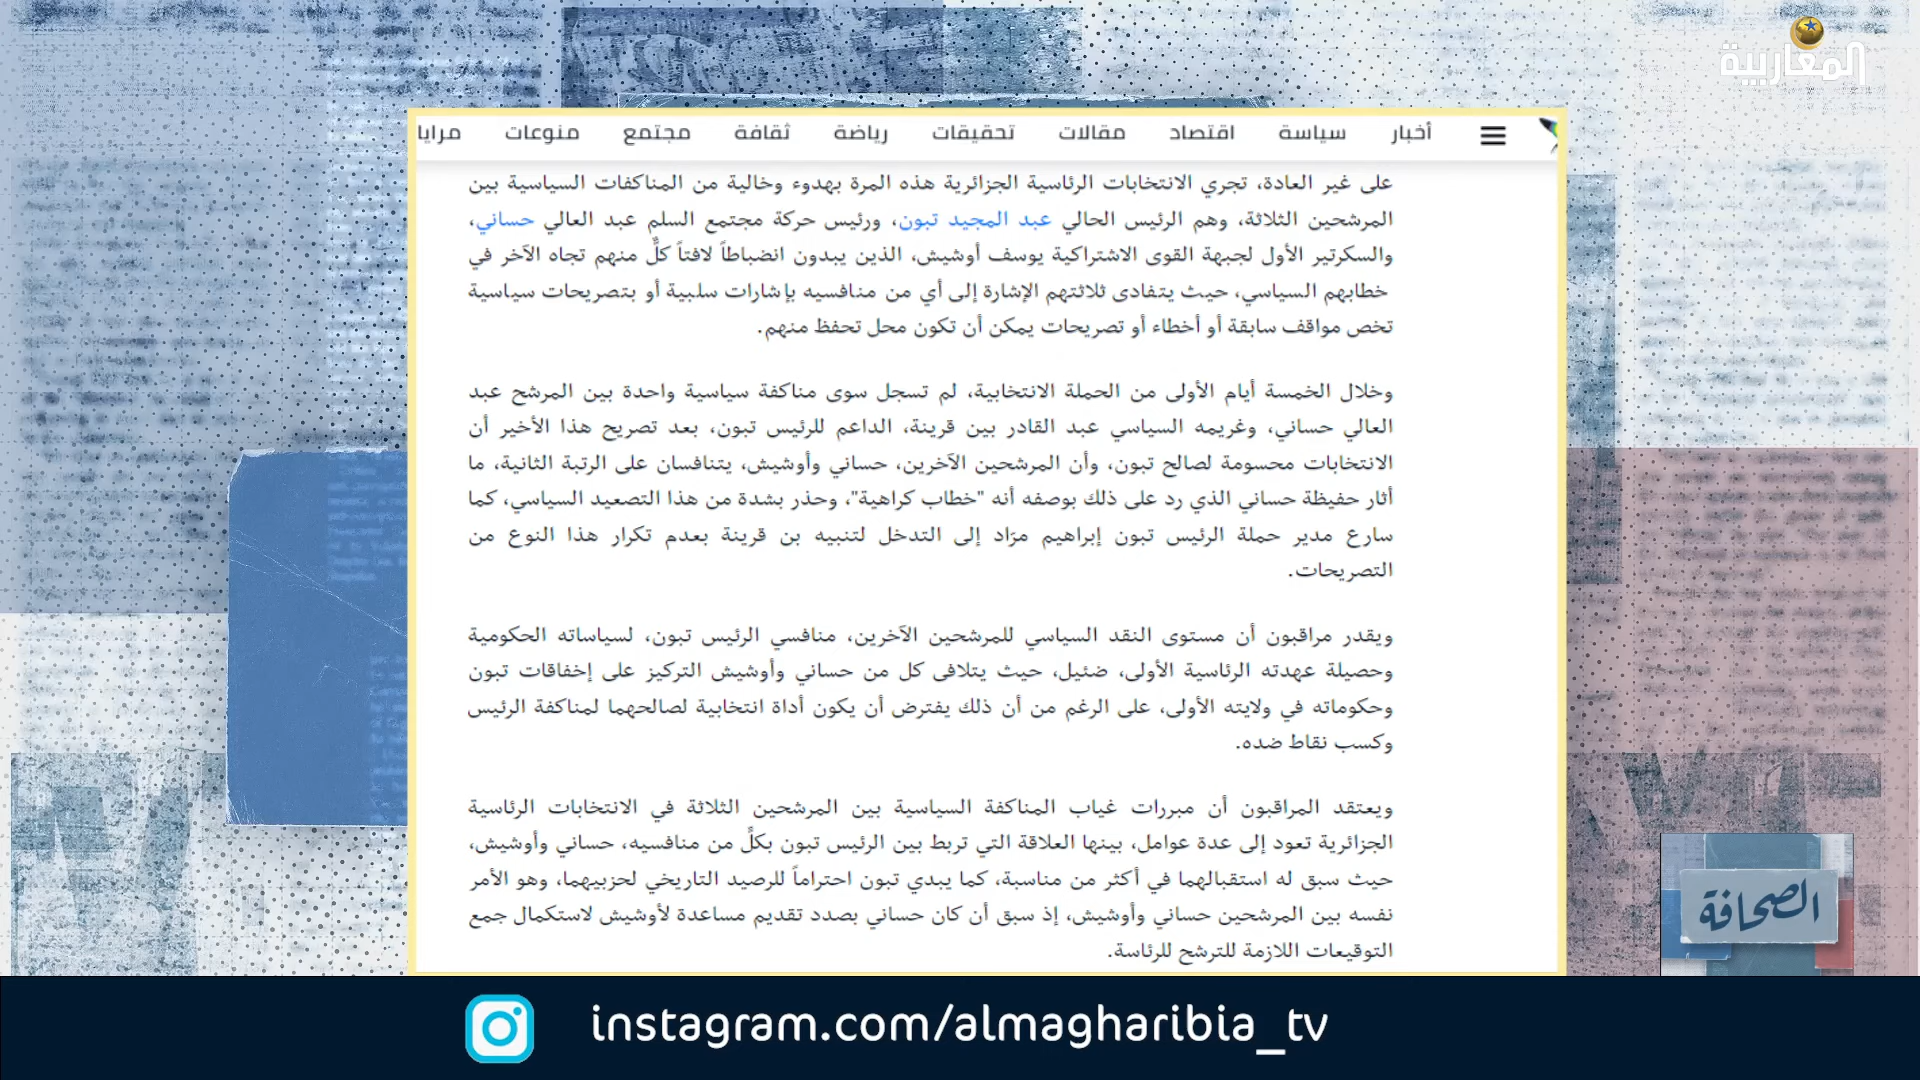 المغاربية
أخبار سياسة اقتصاد مقالات تحقيقات رياضة ثقافة مجتمع منوعات مرايا
على غير العادة، تجري الانتخابات الرئاسية الجزائرية هذه المرة بهدوء وخالية من المناكفات السياسية بين
المرشحين الثلاثة، وهم الرئيس الحالي عبد المجيد تبون، ورئيس حركة مجتمع السلم عبد العالي حساني،
والسكرتير الأول لجبهة القوى الاشتراكية يوسف أوشيش، الذين يبدون انضباطاً لافتاً كلٌّ منهم تجاه الآخر في
خطابهم السياسي، حيث يتفادى ثلاثتهم الإشارة إلى أي من منافسيه بإشارات سلبية أو بتصريحات سياسية
تخص مواقف سابقة أو أخطاء أو تصريحات يمكن أن تكون محل تحفظ منهم.
وخلال الخمسة أيام الأولى من الحملة الانتخابية، لم تسجل سوى مناكفة سياسية واحدة بين المرشح عبد
العالي حساني، وغريمه السياسي عبد القادر بين قرينة، الداعم للرئيس تبون، بعد تصريح هذا الأخير أن
الانتخابات محسومة لصالح تبون، وأن المرشحين الآخرين، حساني وأوشيش، يتنافسان على الرتبة الثانية، ما
أثار حفيظة حساني الذي رد على ذلك بوصفه أنه "خطاب كراهية"، وحذر بشدة من هذا التصعيد السياسي، كما
سارع مدير حملة الرئيس تبون إبراهيم مرّاد إلى التدخل لتنبيه بن قرينة بعدم تكرار هذا النوع من
التصريحات.
ويقدر مراقبون أن مستوى النقد السياسي للمرشحين الآخرين، منافسي الرئيس تبون، لسياساته الحكومية
وحصيلة عهدته الرئاسية الأولى، ضئيل، حيث يتلافى كل من حساني وأوشيش التركيز على إخفاقات تبون
وحكوماته في ولايته الأولى، على الرغم من أن ذلك يفترض أن يكون أداة انتخابية لصالحهما لمناكفة الرئيس
وكسب نقاط ضده.
ويعتقد المراقبون أن مبررات غياب المناكفة السياسية بين المرشحين الثلاثة في الانتخابات الرئاسية
الجزائرية تعود إلى عدة عوامل، بينها العلاقة التي تربط بين الرئيس تبون بكلٍّ من منافسيه، حساني وأوشيش،
حيث سبق له استقبالهما في أكثر من مناسبة، كما يبدي تبون احتراماً للرصيد التاريخي لحزبيهما، وهو الأمر
نفسه بين المرشحين حساني وأوشيش، إذ سبق أن كان حساني بصدد تقديم مساعدة لأوشيش لاستكمال جمع
التوقيعات اللازمة للترشح للرئاسة.
الصحافة
instagram.com/almagharibia_tv